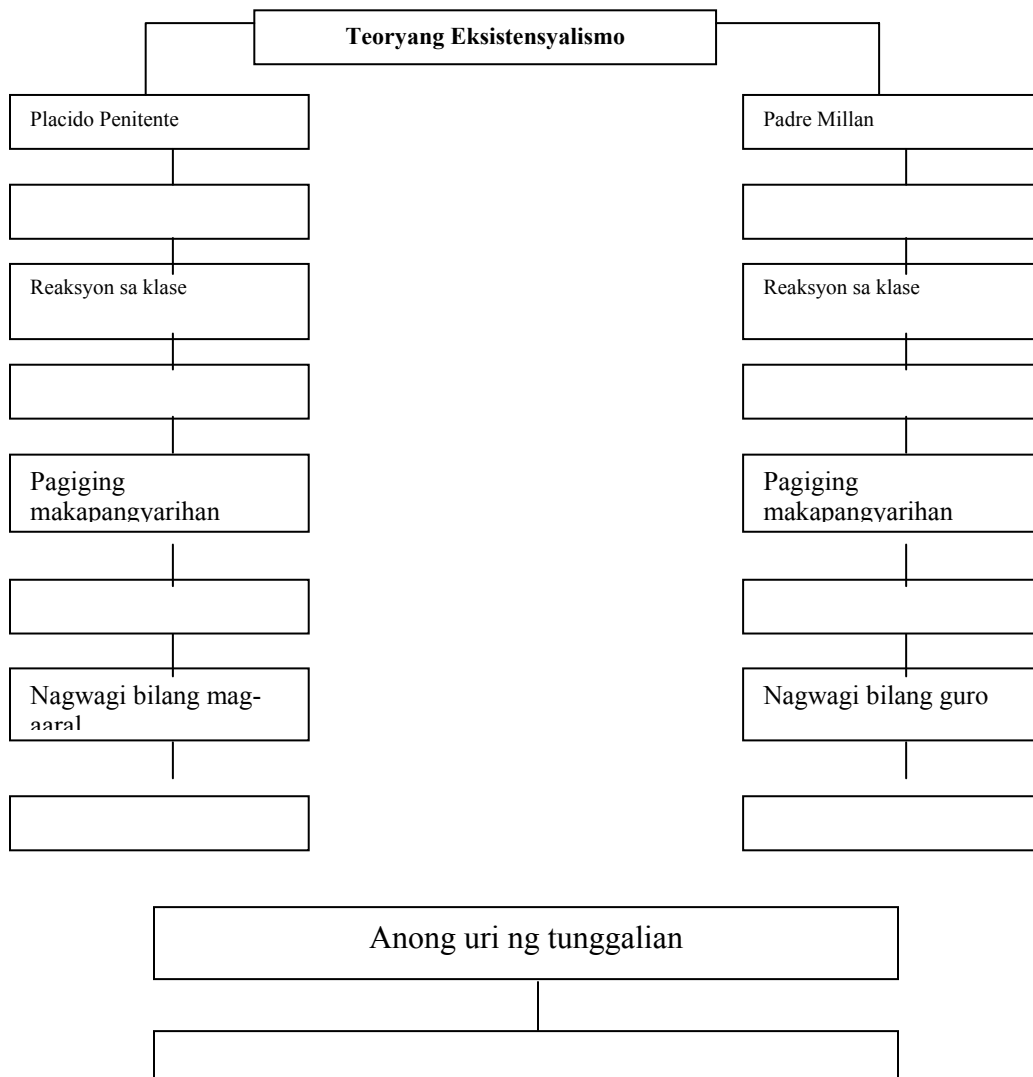 Teoryang Eksistensyalismo
Placido Penitente
Padre Millan
Reaksyon sa klase
Reaksyon sa klase
Pagiging
makapangyarihan
Pagiging
makapangyarihan
Nagwagi bilang mag-
aaral
Nagwagi bilang guro
Anong uri ng tunggalian